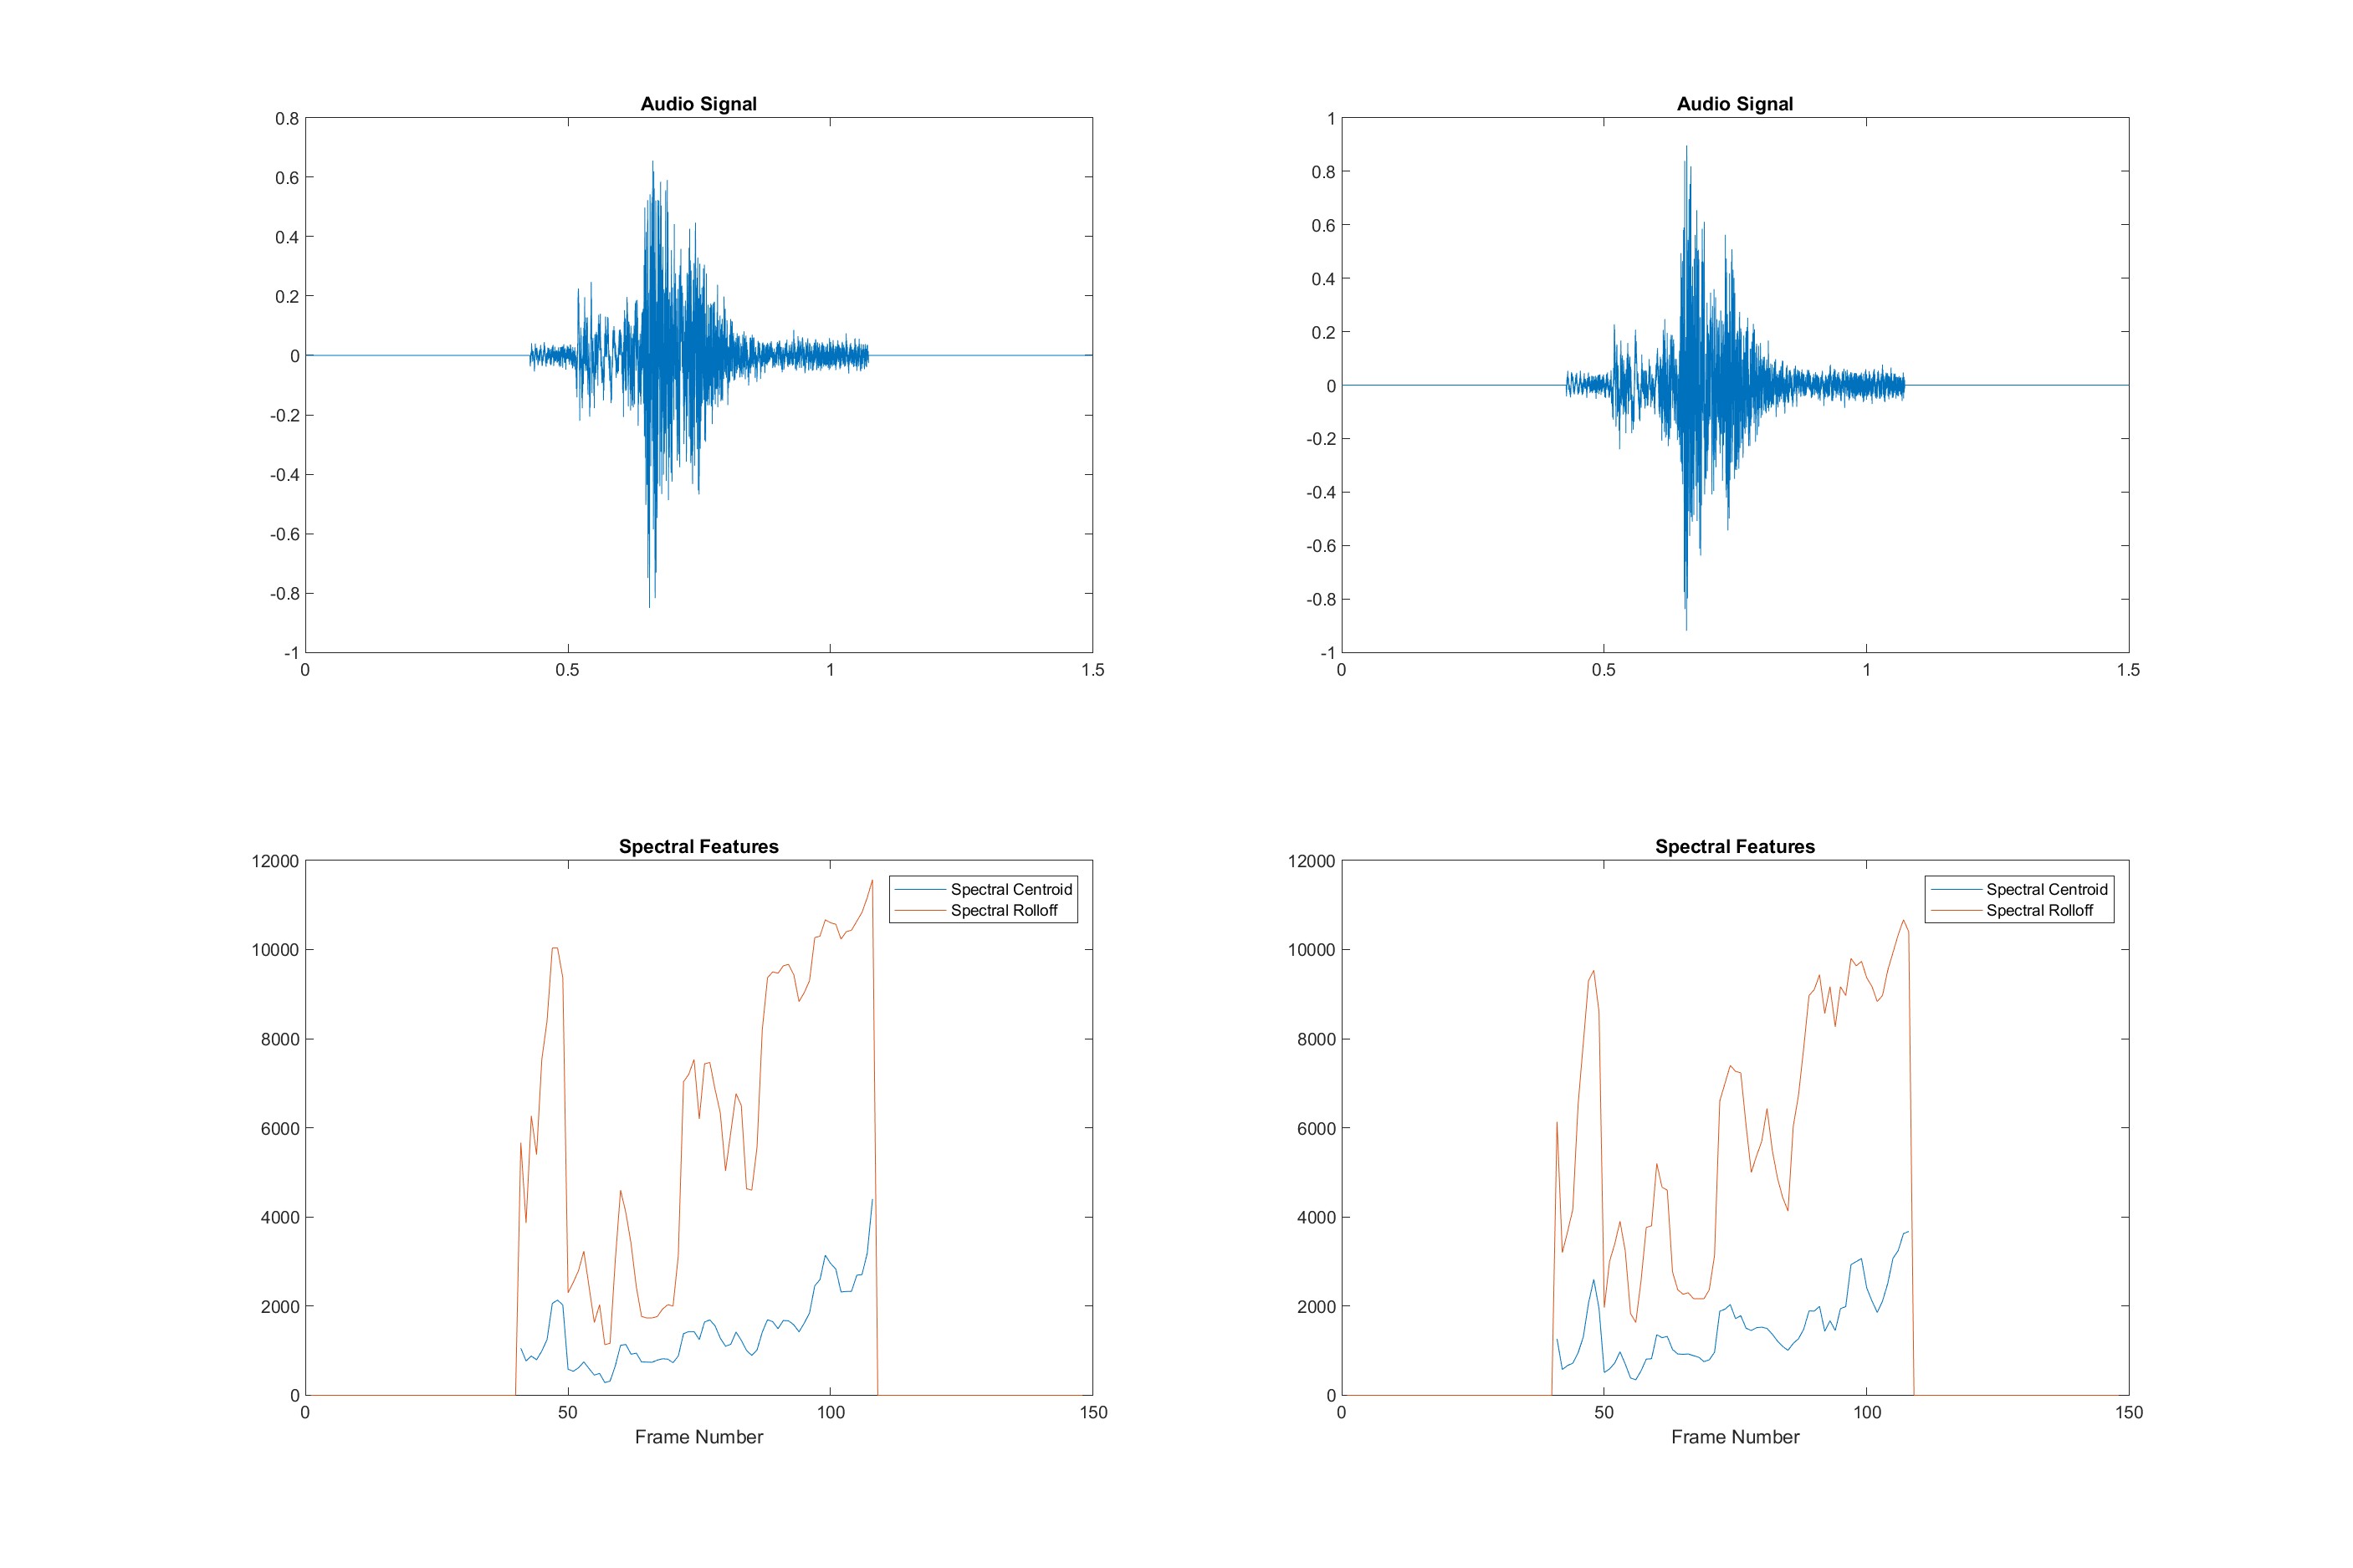 Audio Signal
0.8
0.6
0.4
0.2
0
-0.2
-0.4
-0.6
-0.8
-1
0 0.5 1 1.5
Audio Signal
1
0.8
0.6
0.4
0.2
0
-0.2
-0.4
-0.6
-0.8
-1
0 0.5 1 1.5
Spectral Features
12000
10000
8000
6000
4000
2000
0
Spectral Centroid
Spectral Rolloff
0 50 100 150
Frame Number
Spectral Features
12000
10000
8000
6000
4000
2000
0
Spectral Centroid
Spectral Rolloff
0 50 100 150
Frame Number